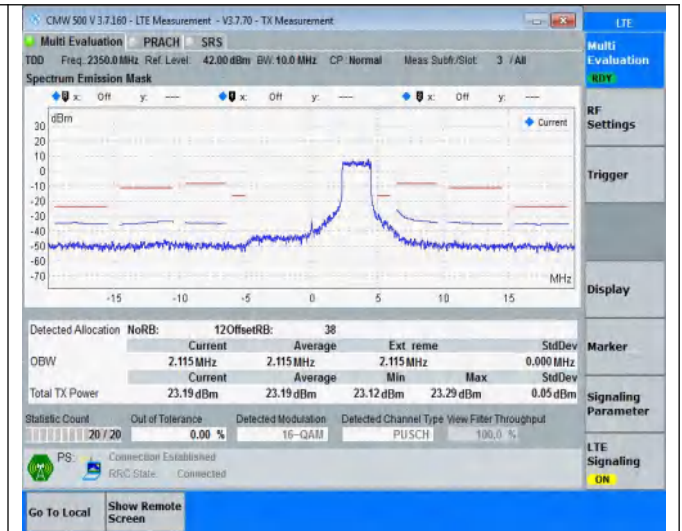 CMW 500 V 3.7.160 - LTE Measurement - V3.7.70 - TX Measurement
LTE
Multi Evaluation PRACH SRS
Multi Evaluation
RDY
TDD Freq.:2350.0 MHz Ref. Level: 42.00 dBm BW: 10.0 MHz CP: Normal Meas Subfr./Slot: 3 /All
Spectrum Emission Mask
x: Off y: --- x: Off y: --- x: Off y: ---
RF Settings
dBm
Current
30
20
10
0
-10
-20
-30
-40
-50
-60
-70
MHz
-15 -10 -5 0 5 10 15
Trigger
Display
Detected Allocation NoRB: 12OffsetRB: 38
Current Average Ext reme StdDev
OBW 2.115 MHz 2.115 MHz 2.115 MHz 0.000 MHz
Current Average Min Max StdDev
Total TX Power 23.19 dBm 23.19 dBm 23.12 dBm 23.29 dBm 0.05 dBm
Marker
Signaling Parameter
Statistic Count Out of Tolerance Detected Modulation Detected Channel Type View Filter Throughput
20 / 20 0.00 % 16-QAM PUSCH 100.0 %
PS: Connection Established
RRC State: Connected
LTE Signaling
ON
Go To Local
Show Remote Screen